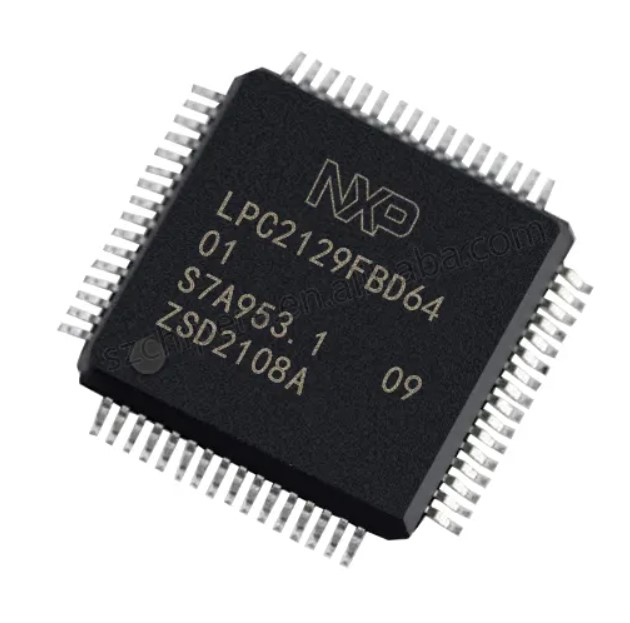 NXP
LPC2129FBD64
01
S7A953.1
ZSD2108A 09